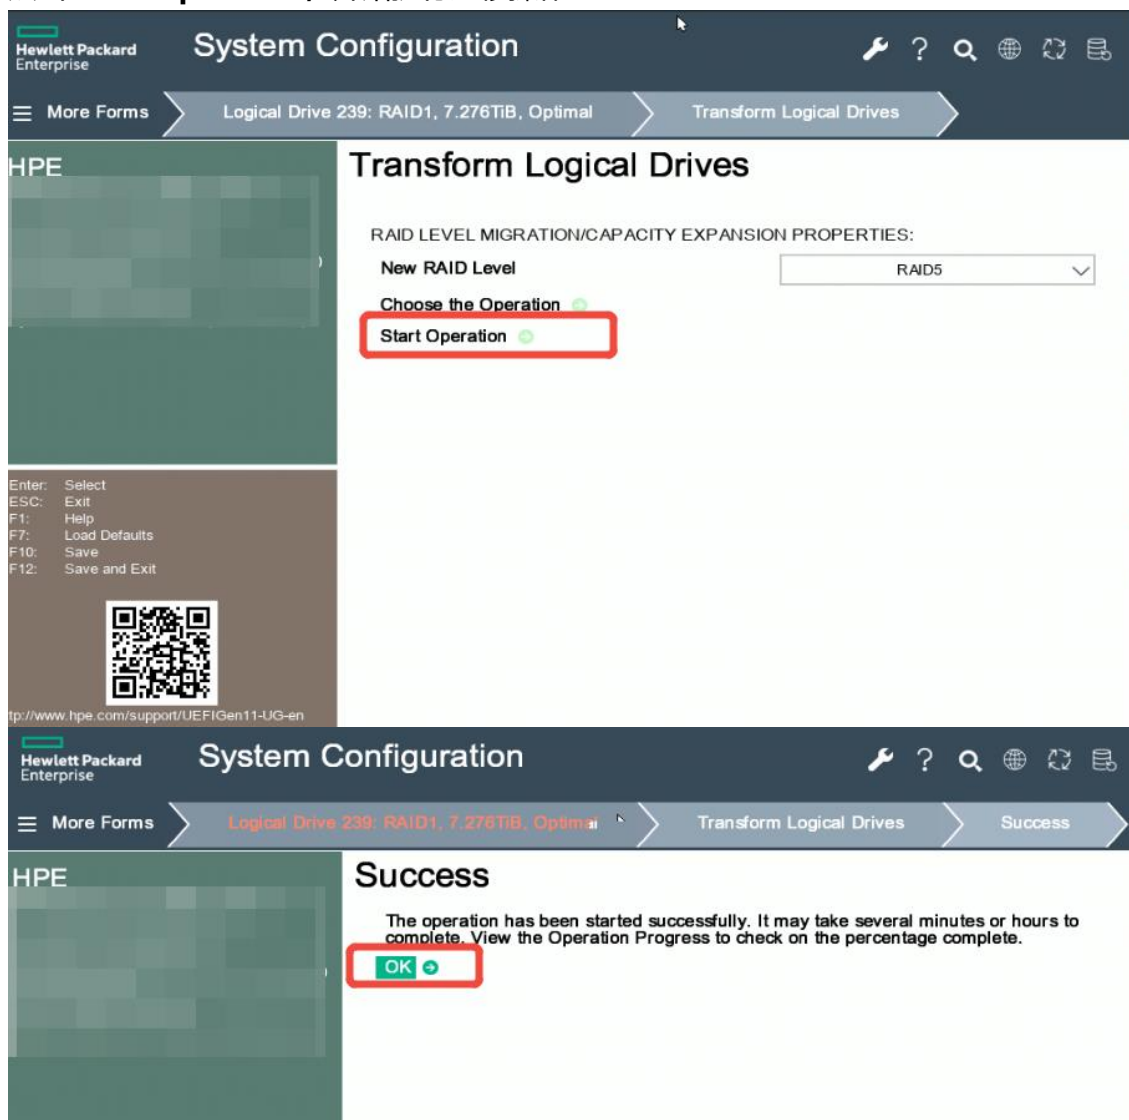 Hewlett Packard
Enterprise
System Configuration
More Forms
Logical Drive 239: RAID1, 7.276TiB, Optimal
Transform Logical Drives
HPE
Transform Logical Drives
RAID LEVEL MIGRATION/CAPACITY EXPANSION PROPERTIES:
New RAID Level
RAID5
Choose the Operation
Start Operation
Enter: Select
ESC: Exit
F1: Help
F7: Load Defaults
F10: Save
F12: Save and Exit
tp://www.hpe.com/support/UEFIGen11-UG-en
Hewlett Packard
Enterprise
System Configuration
More Forms
Logical Drive 239: RAID1, 7.276TiB, Optimal
Transform Logical Drives
Success
HPE
Success
The operation has been started successfully. It may take several minutes or hours to
complete. View the Operation Progress to check on the percentage complete.
OK